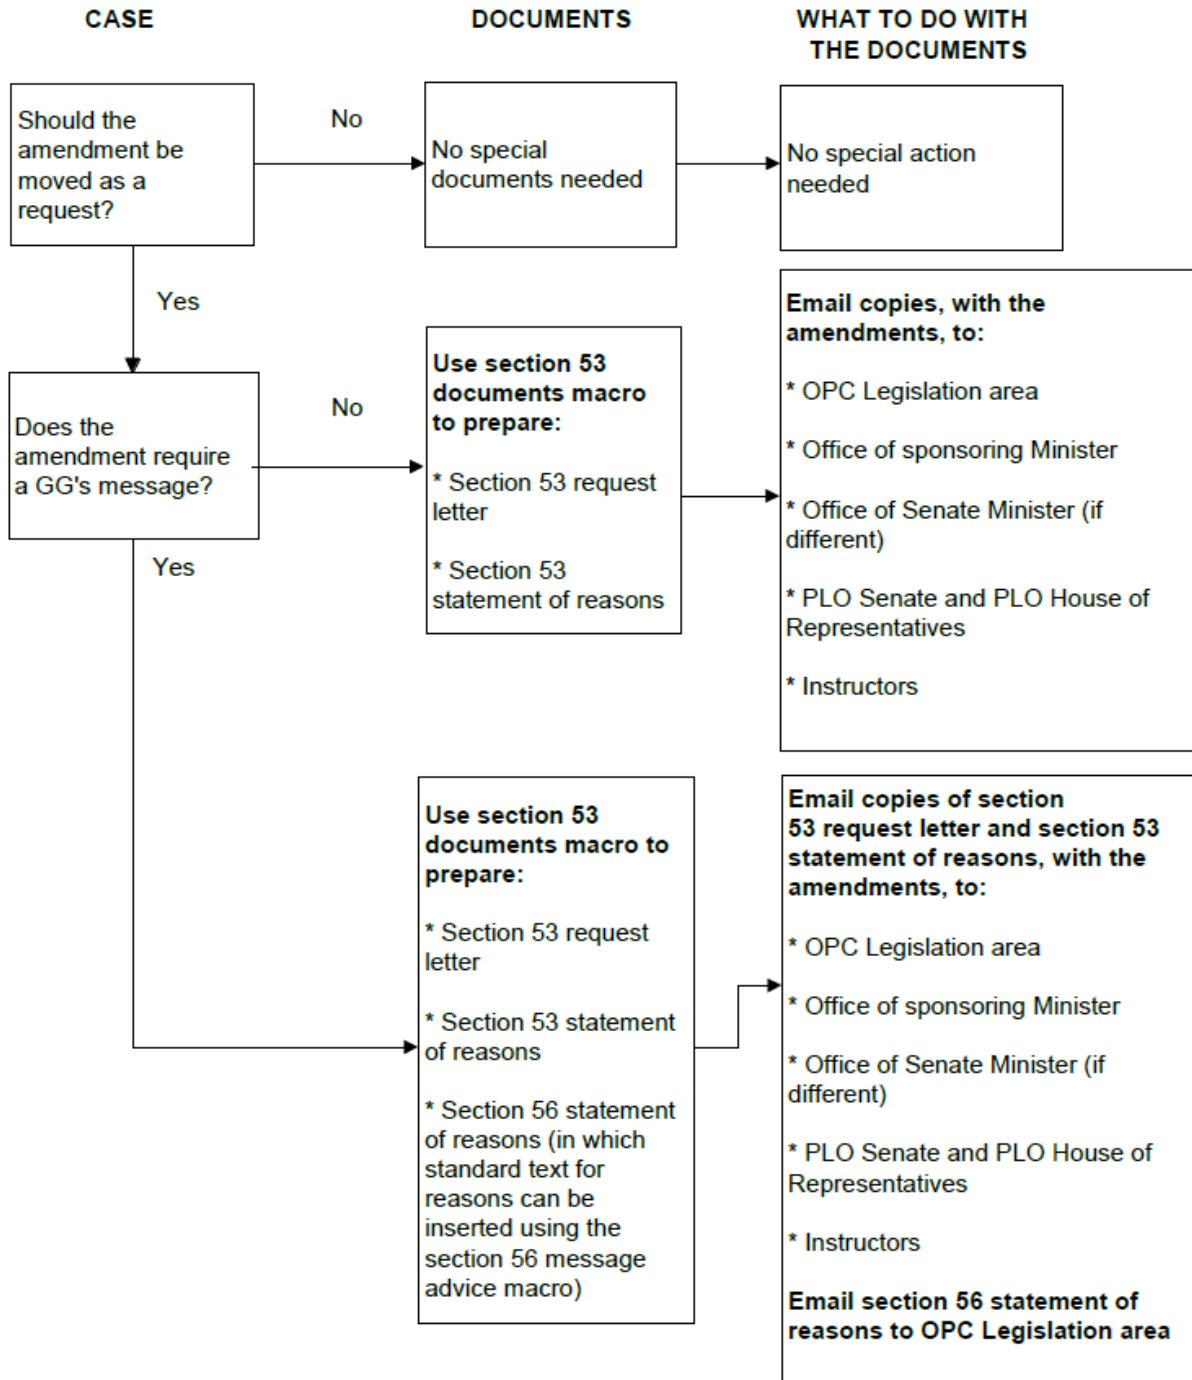 CASE
DOCUMENTS
WHAT TO DO WITH
THE DOCUMENTS
Should the
amendment be
moved as a
request?
No
No special
documents needed
No special action
needed
Yes
Does the
amendment require
a GG's message?
No
Use section 53
documents macro
to prepare:
* Section 53 request
letter
* Section 53
statement of reasons
Email copies, with the
amendments, to:
* OPC Legislation area
* Office of sponsoring Minister
* Office of Senate Minister (if
different)
* PLO Senate and PLO House of
Representatives
* Instructors
Yes
Use section 53
documents macro to
prepare:
* Section 53 request
letter
* Section 53 statement
of reasons
* Section 56 statement
of reasons (in which
standard text for
reasons can be
inserted using the
section 56 message
advice macro)
Email copies of section
53 request letter and section 53
statement of reasons, with the
amendments, to:
* OPC Legislation area
* Office of sponsoring Minister
* Office of Senate Minister (if
different)
* PLO Senate and PLO House of
Representatives
* Instructors
Email section 56 statement of
reasons to OPC Legislation area